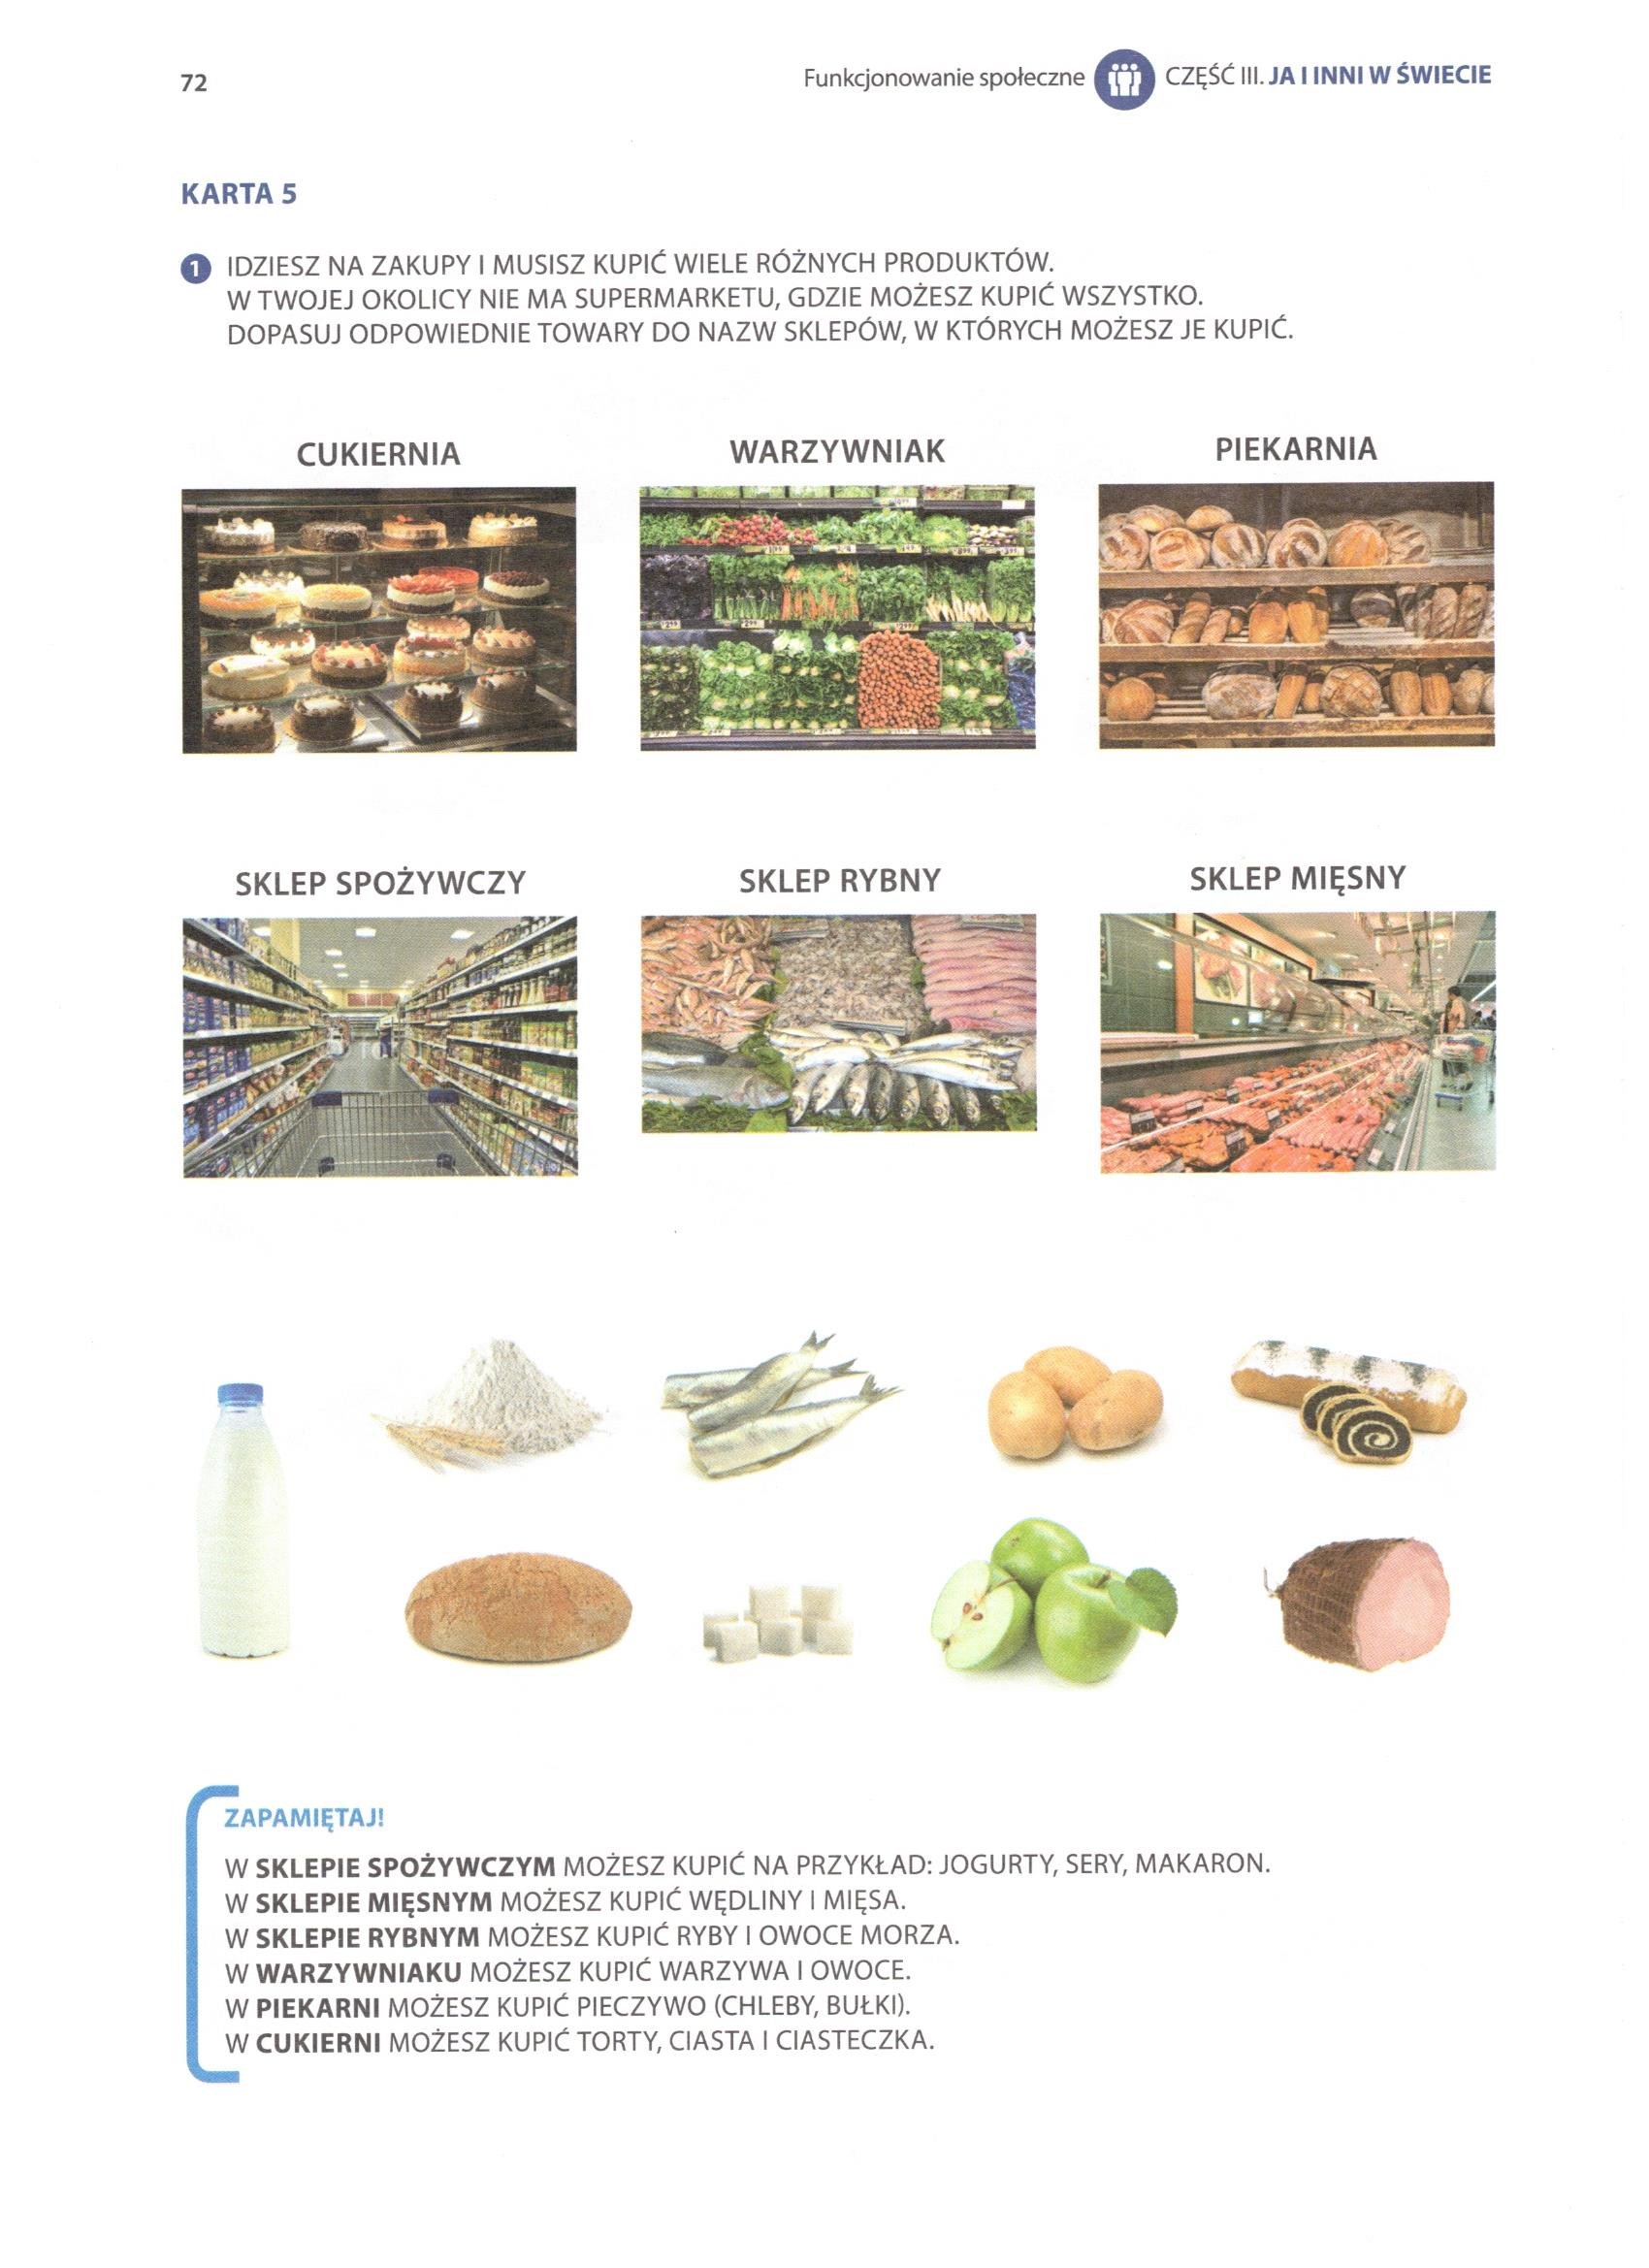 72
Funkcjonowanie społeczne CZĘŚĆ III. JA I INNI W ŚWIECIE
KARTA 5
1 IDZIESZ NA ZAKUPY I MUSISZ KUPIĆ WIELE RÓŻNYCH PRODUKTÓW.
W TWOJEJ OKOLICY NIE MA SUPERMARKETU, GDZIE MOŻESZ KUPIĆ WSZYSTKO.
DOPASUJ ODPOWIEDNIE TOWARY DO NAZW SKLEPÓW, W KTÓRYCH MOŻESZ JE KUPIĆ.
CUKIERNIA
WARZYWNIAK
PIEKARNIA
SKLEP SPOŻYWCZY
SKLEP RYBNY
SKLEP MIĘSNY
ZAPAMIĘTAJ!
W SKLEPIE SPOŻYWCZYM MOŻESZ KUPIĆ NA PRZYKŁAD: JOGURTY, SERY, MAKARON.
W SKLEPIE MIĘSNYM MOŻESZ KUPIĆ WĘDLINY I MIĘSA.
W SKLEPIE RYBNYM MOŻESZ KUPIĆ RYBY I OWOCE MORZA.
W WARZYWNIAKU MOŻESZ KUPIĆ WARZYWA I OWOCE.
W PIEKARNI MOŻESZ KUPIĆ PIECZYWO (CHLEBY, BUŁKI).
W CUKIERNI MOŻESZ KUPIĆ TORTY, CIASTA I CIASTECZKA.